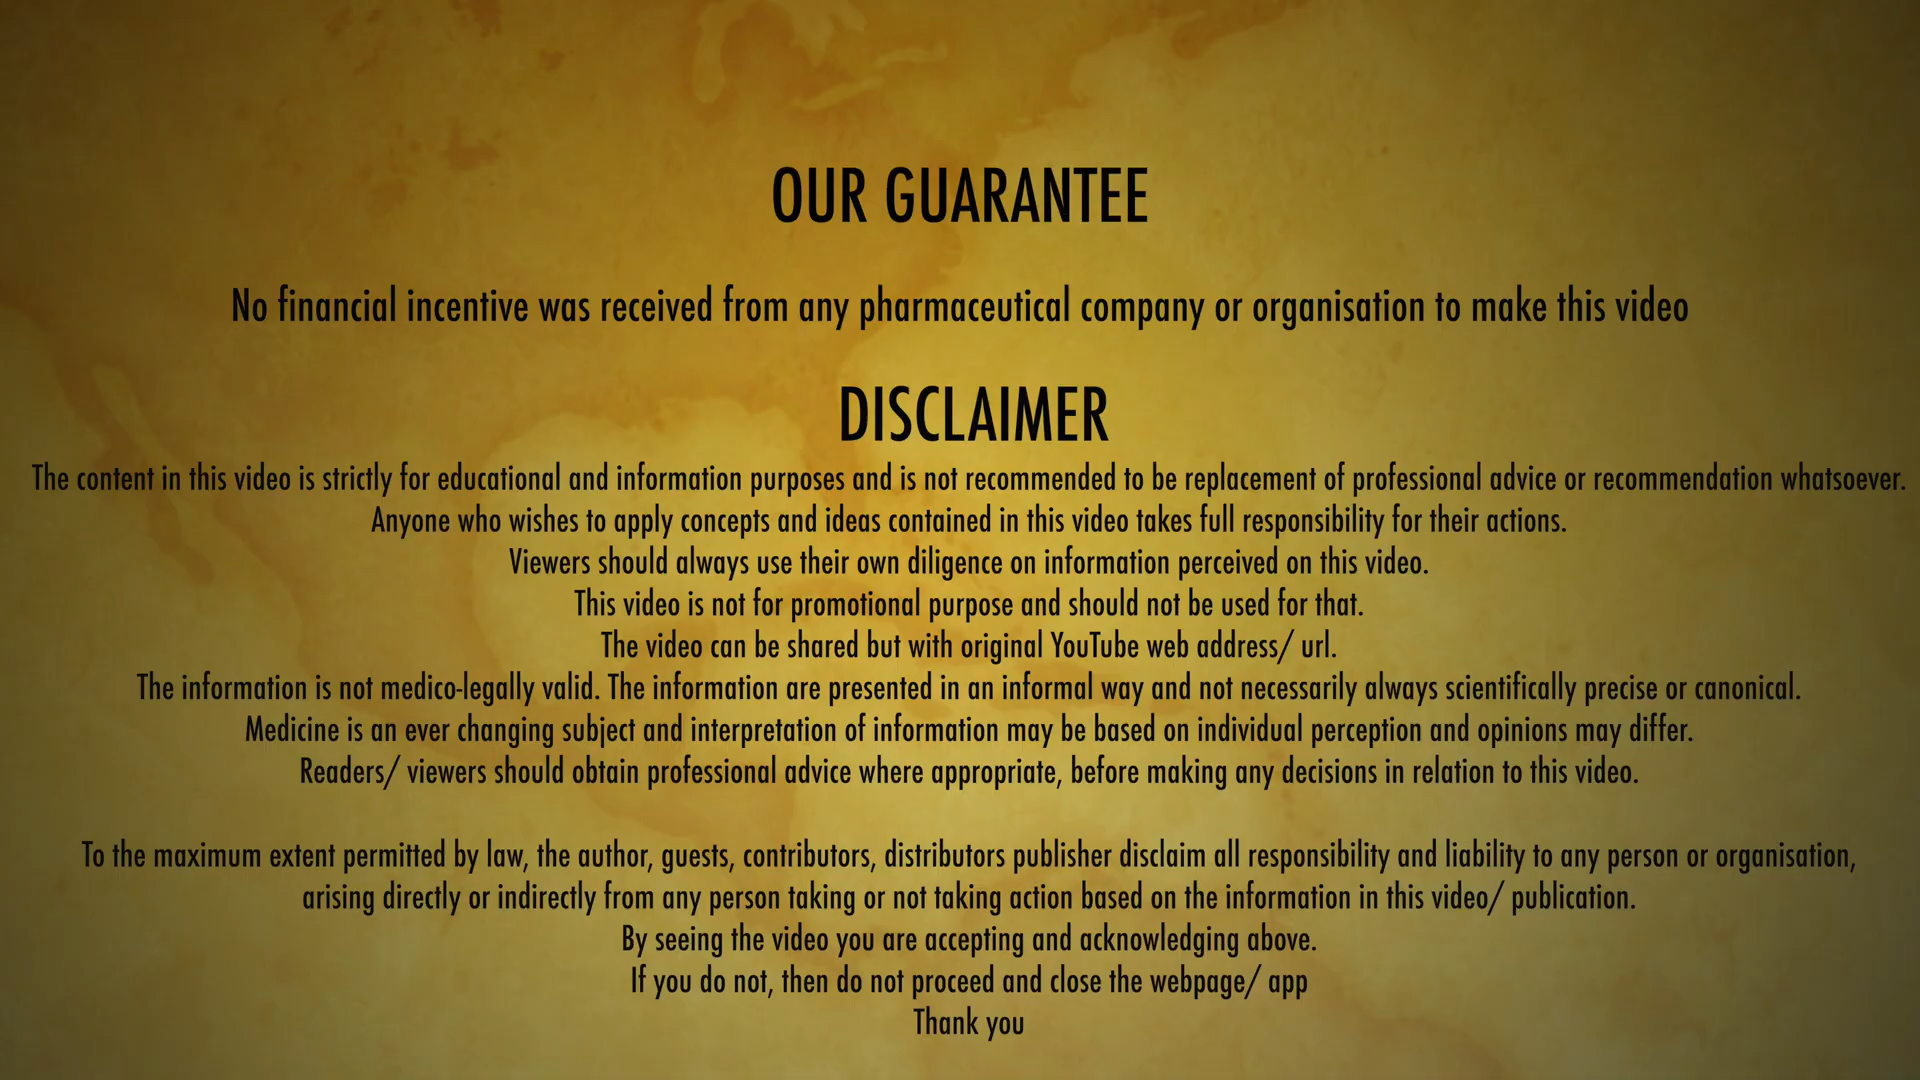 OUR GUARANTEE
No financial incentive was received from any pharmaceutical company or organisation to make this video
DISCLAIMER
The content in this video is strictly for educational and information purposes and is not recommended to be replacement of professional advice or recommendation whatsoever.
Anyone who wishes to apply concepts and ideas contained in this video takes full responsibility for their actions.
Viewers should always use their own diligence on information perceived on this video.
This video is not for promotional purpose and should not be used for that.
The video can be shared but with original YouTube web address/ url.
The information is not medico-legally valid. The information are presented in an informal way and not necessarily always scientifically precise or canonical.
Medicine is an ever changing subject and interpretation of information may be based on individual perception and opinions may differ.
Readers/ viewers should obtain professional advice where appropriate, before making any decisions in relation to this video.
To the maximum extent permitted by law, the author, guests, contributors, distributors publisher disclaim all responsibility and liability to any person or organisation,
arising directly or indirectly from any person taking or not taking action based on the information in this video/ publication.
By seeing the video you are accepting and acknowledging above.
If you do not, then do not proceed and close the webpage/ app
Thank you